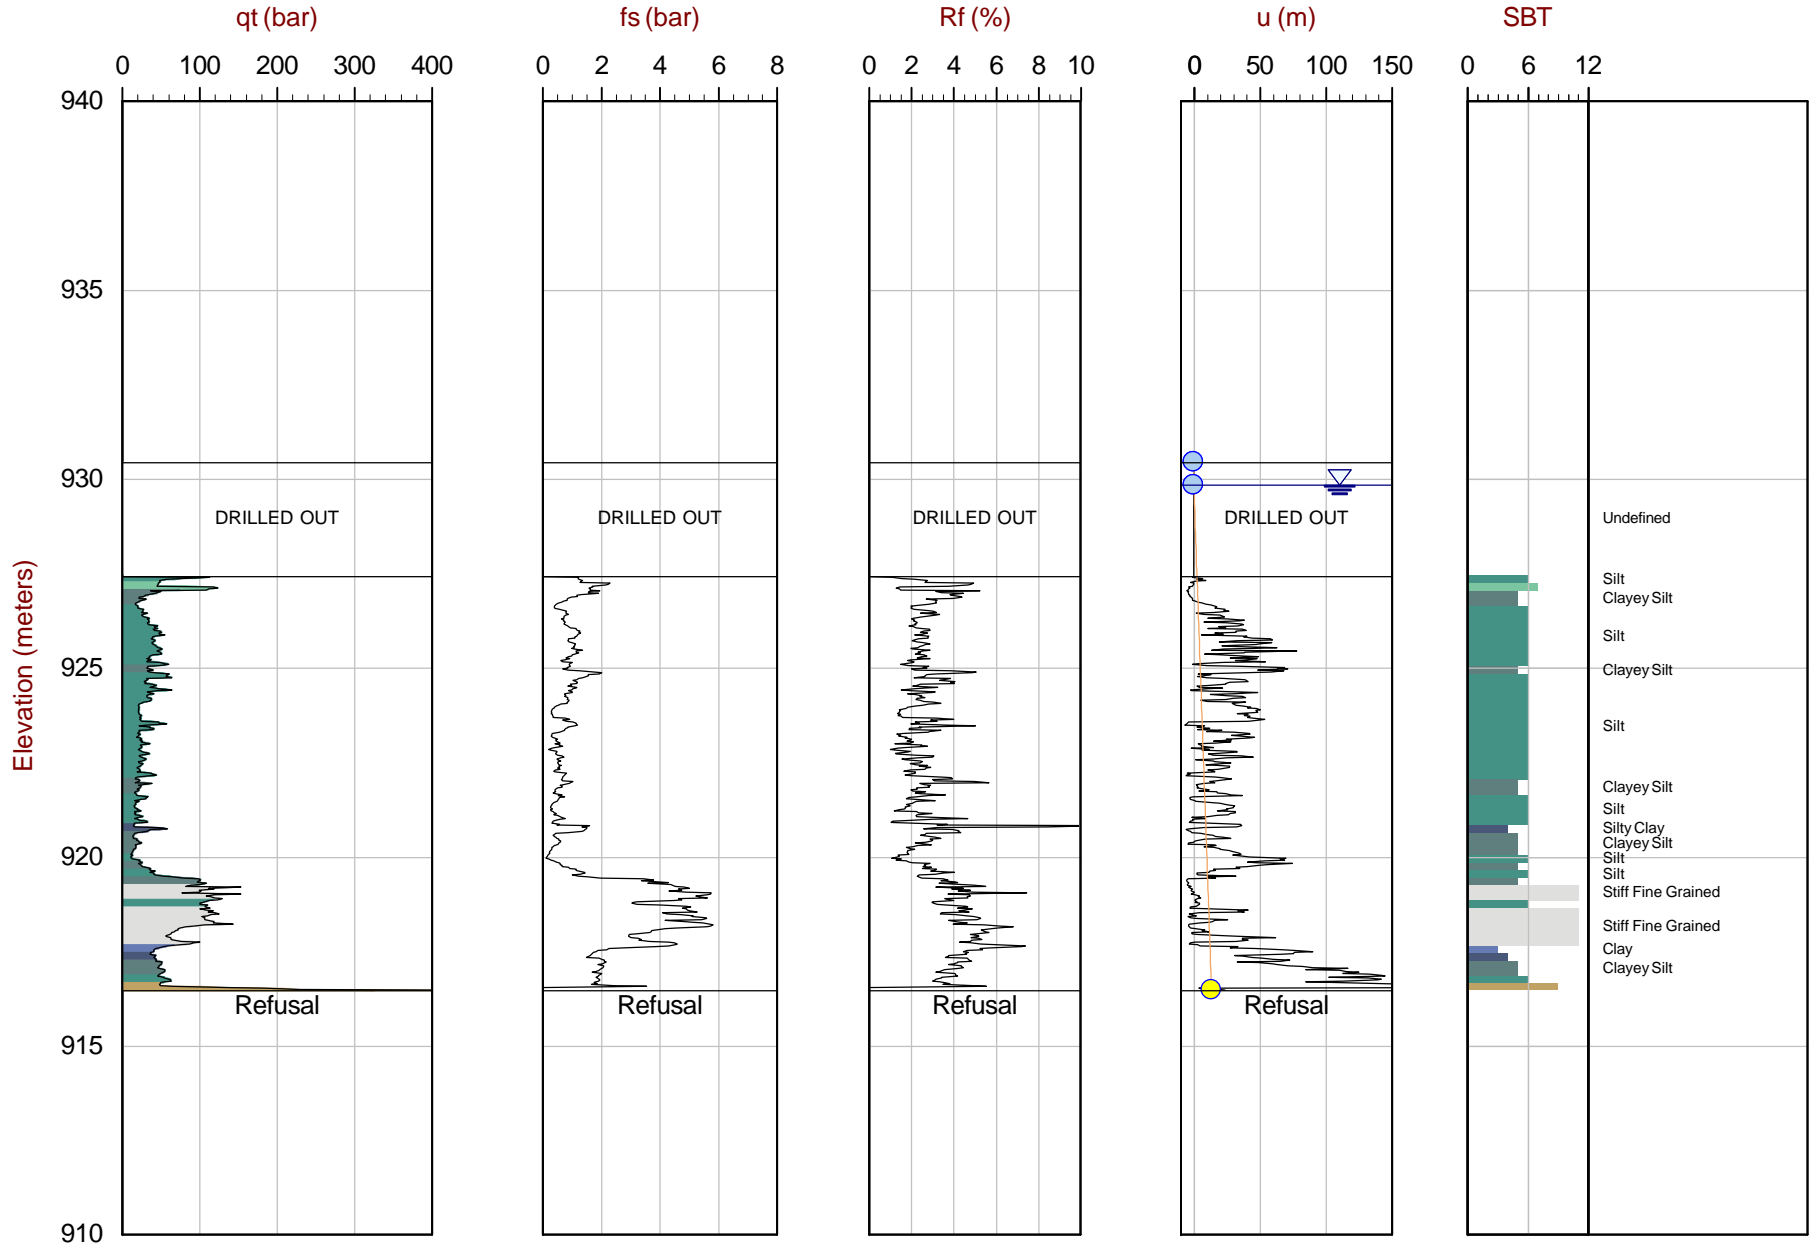 qt (bar) fs (bar) Rf (%) u (m) SBT
0 100 200 300 400 0 2 4 6 8 0 2 4 6 8 10 0 50 100 150 0 6 12
940
935
930
DRILLED OUT DRILLED OUT DRILLED OUT DRILLED OUT Undefined
Elevation (meters)
Silt
Clayey Silt
Silt
925
Clayey Silt
Silt
Clayey Silt
Silt
Silty Clay
Clayey Silt
920
Silt
Silt
Stiff Fine Grained
Stiff Fine Grained
Clay
Clayey Silt
Refusal Refusal Refusal Refusal
915
910